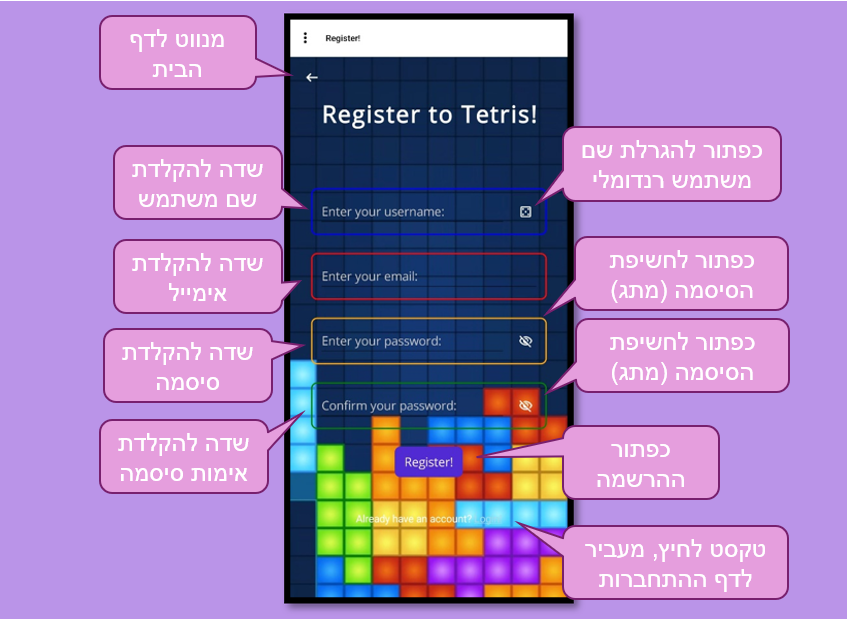 Register!
מנווט לדף
הבית
Register to Tetris!
כפתור להגרלת שם
משתמש רנדומלי
שדה להקלדת
שם משתמש
Enter your username:
שדה להקלדת
אימייל
Enter your email:
כפתור לחשיפת
הסיסמה (מתג)
שדה להקלדת
סיסמה
Enter your password:
כפתור לחשיפת
הסיסמה (מתג)
שדה להקלדת
אימות סיסמה
Confirm your password:
כפתור
ההרשמה
Register!
Already have an account?
טקסט לחיץ, מעביר
לדף ההתחברות